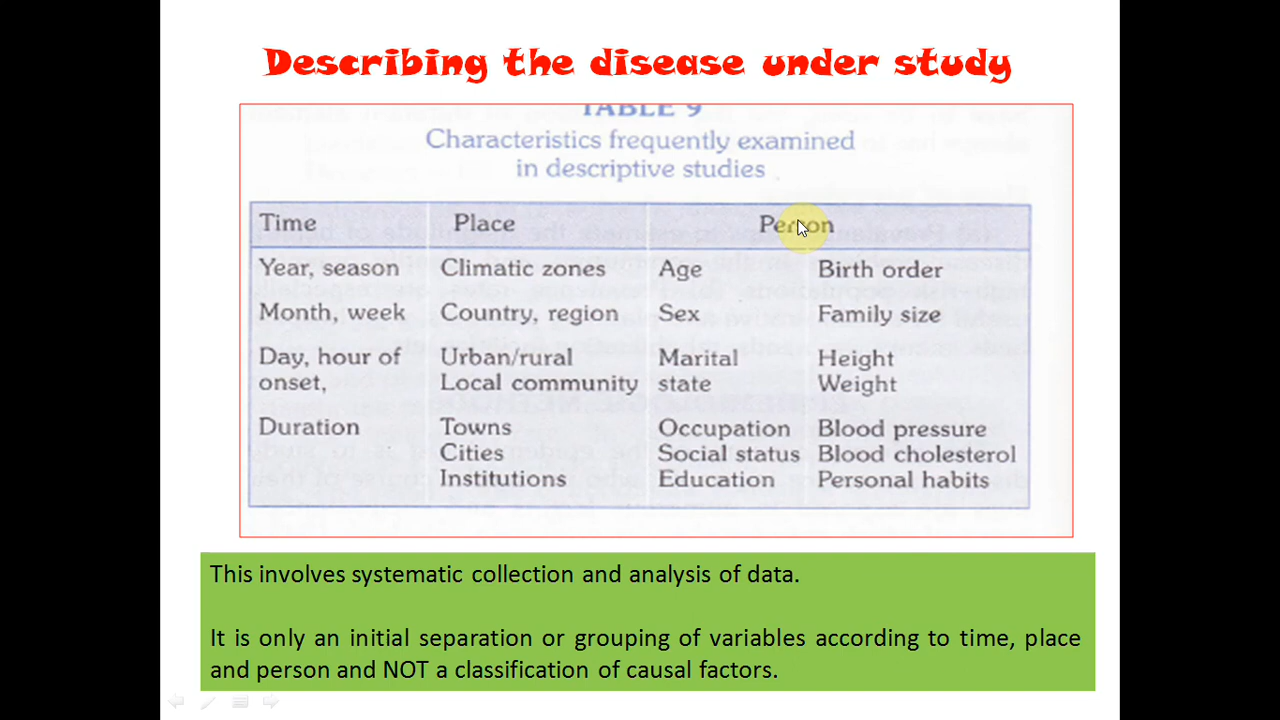 Describing the disease under study
TABLE 9
Characteristics frequently examined
in descriptive studies
Time Place Person
Year, season Climatic zones Age Birth order
Month, week Country, region Sex Family size
Day, hour of Urban/rural Marital Height
onset, Local community state Weight
Duration Towns Occupation Blood pressure
Cities Social status Blood cholesterol
Institutions Education Personal habits
This involves systematic collection and analysis of data.
It is only an initial separation or grouping of variables according to time, place
and person and NOT a classification of causal factors.